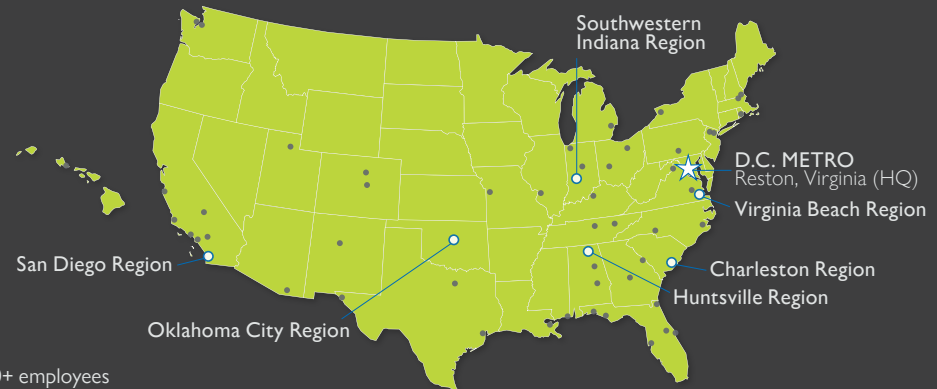 Southwestern
Indiana Region
D.C. METRO
Reston, Virginia (HQ)
Virginia Beach Region
San Diego Region
Charleston Region
Huntsville Region
Oklahoma City Region
+ employees